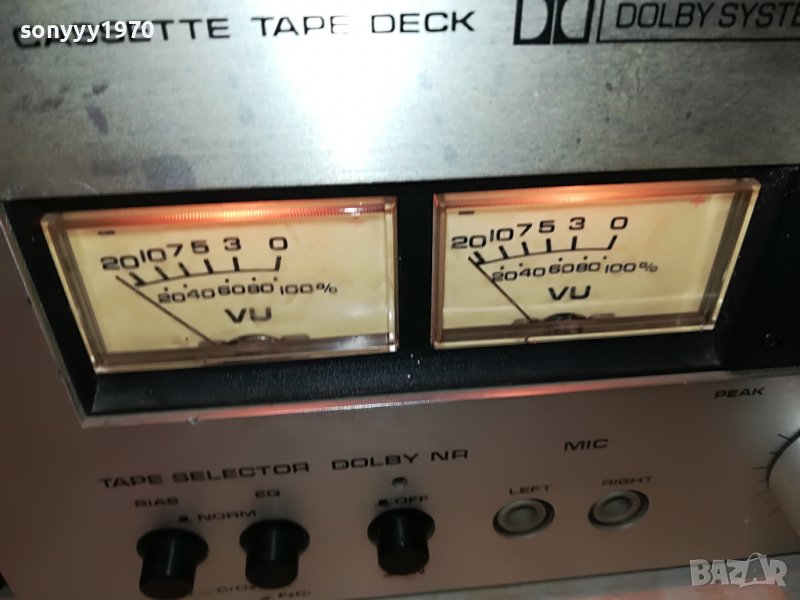 sonyyy1970
CASSETTE TAPE DECK
DOLBY SYSTEM
- 20 10 7 5 3 0
20 40 60 80 100%
VU
- 20 10 7 5 3 0 +
20 40 60 80 100%
VU
PEAK
TAPE SELECTOR DOLBY NR MIC
BIAS EQ LEFT RIGHT
NORM OFF
FeCr
BAZAR